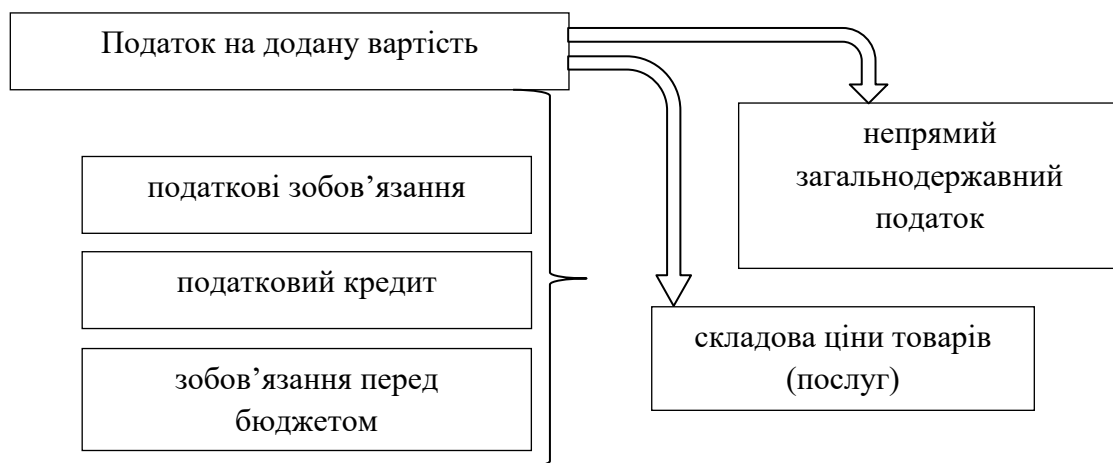 Податок на додану вартість
непрямий
загальнодержавний
податок
податкові зобов’язання
податковий кредит
складова ціни товарів
(послуг)
зобов’язання перед
бюджетом